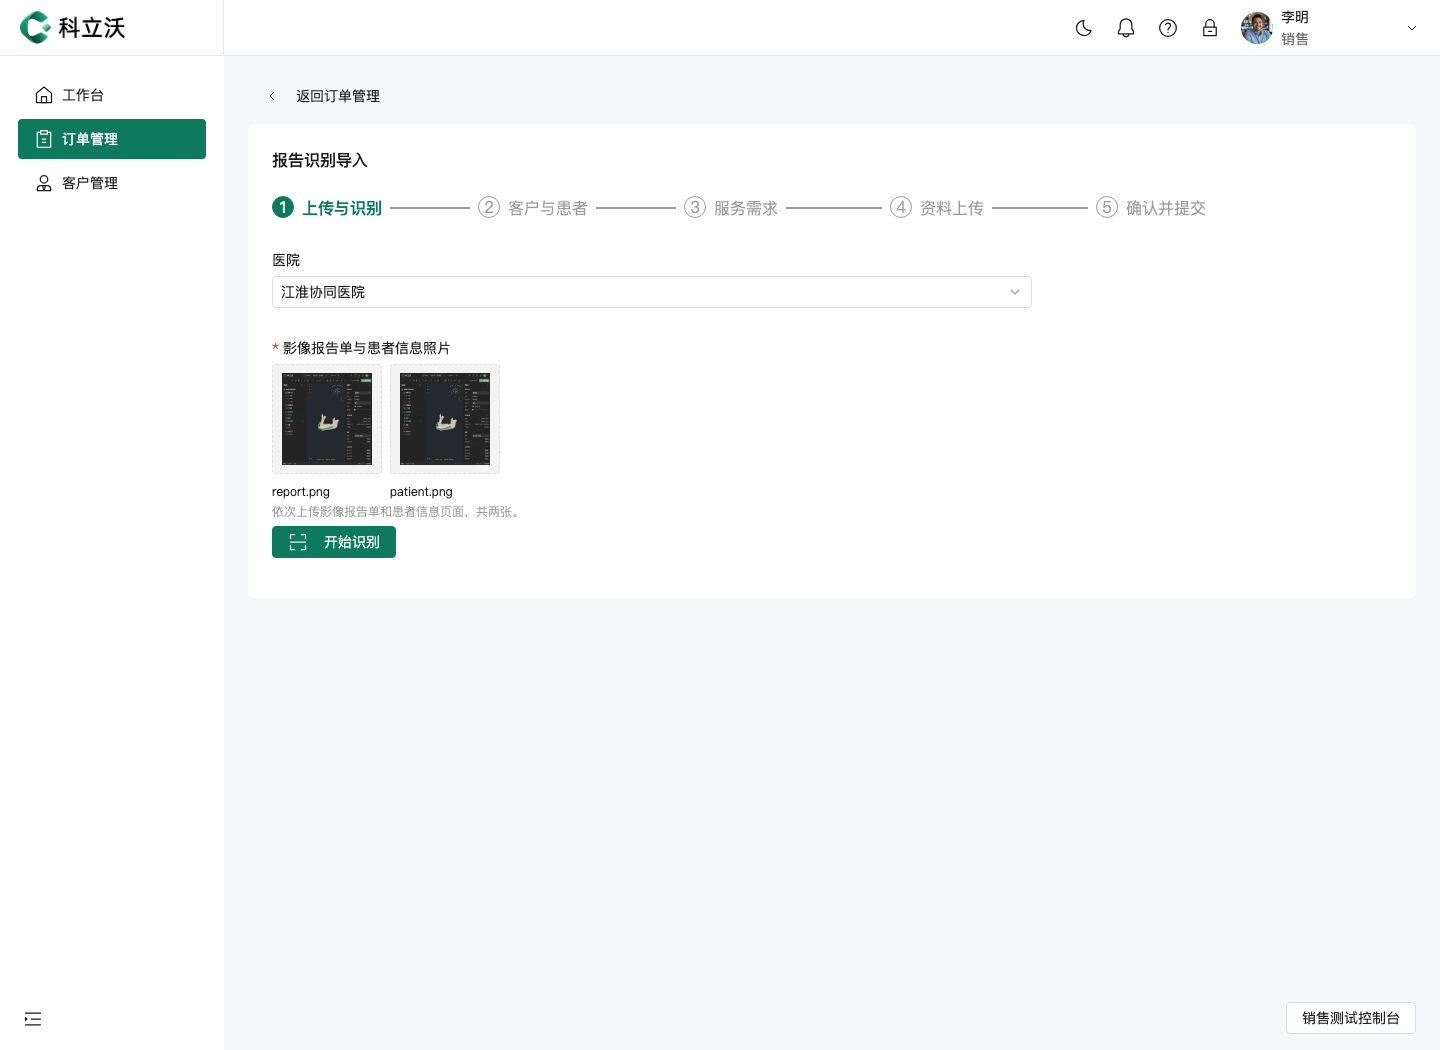 科立沃
李明
销售
工作台
订单管理
客户管理
返回订单管理
报告识别导入
1 上传与识别
2 客户与患者
3 服务需求
4 资料上传
5 确认并提交
医院
江淮协同医院
* 影像报告单与患者信息照片
report.png
patient.png
依次上传影像报告单和患者信息页面，共两张。
开始识别
销售测试控制台